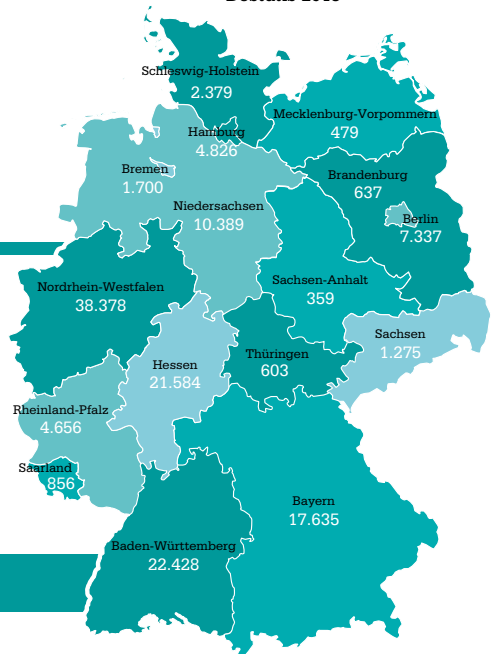 Schleswig-Holstein
2.379
Mecklenburg-Vorpommern
479
Hamburg
4.826
Bremen
1.700
Brandenburg
637
Niedersachsen
10.389
Berlin
7.337
Nordrhein-Westfalen
38.378
Sachsen-Anhalt
359
Sachsen
1.275
Hessen
21.584
Thüringen
603
Rheinland-Pfalz
4.656
Saarland
856
Bayern
17.635
Baden-Württemberg
22.428